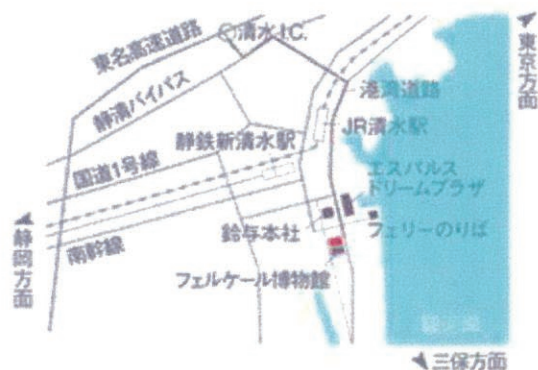 清水I.C.
東名高速道路
東京方面
静清バイパス
港湾道路
静鉄新清水駅
JR清水駅
国道1号線
エスパルス
ドリームプラザ
静岡方面
南幹線
鈴与本社
フェリーのりば
フェルケール博物館
三保方面